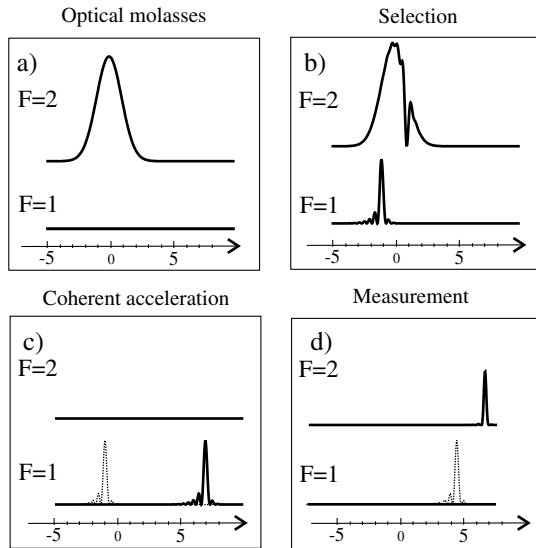 Optical molasses
Selection
a)
F=2
F=1
-5 0 5
b)
F=2
F=1
-5 0 5
Coherent acceleration
Measurement
c)
F=2
F=1
-5 0 5
d)
F=2
F=1
-5 0 5